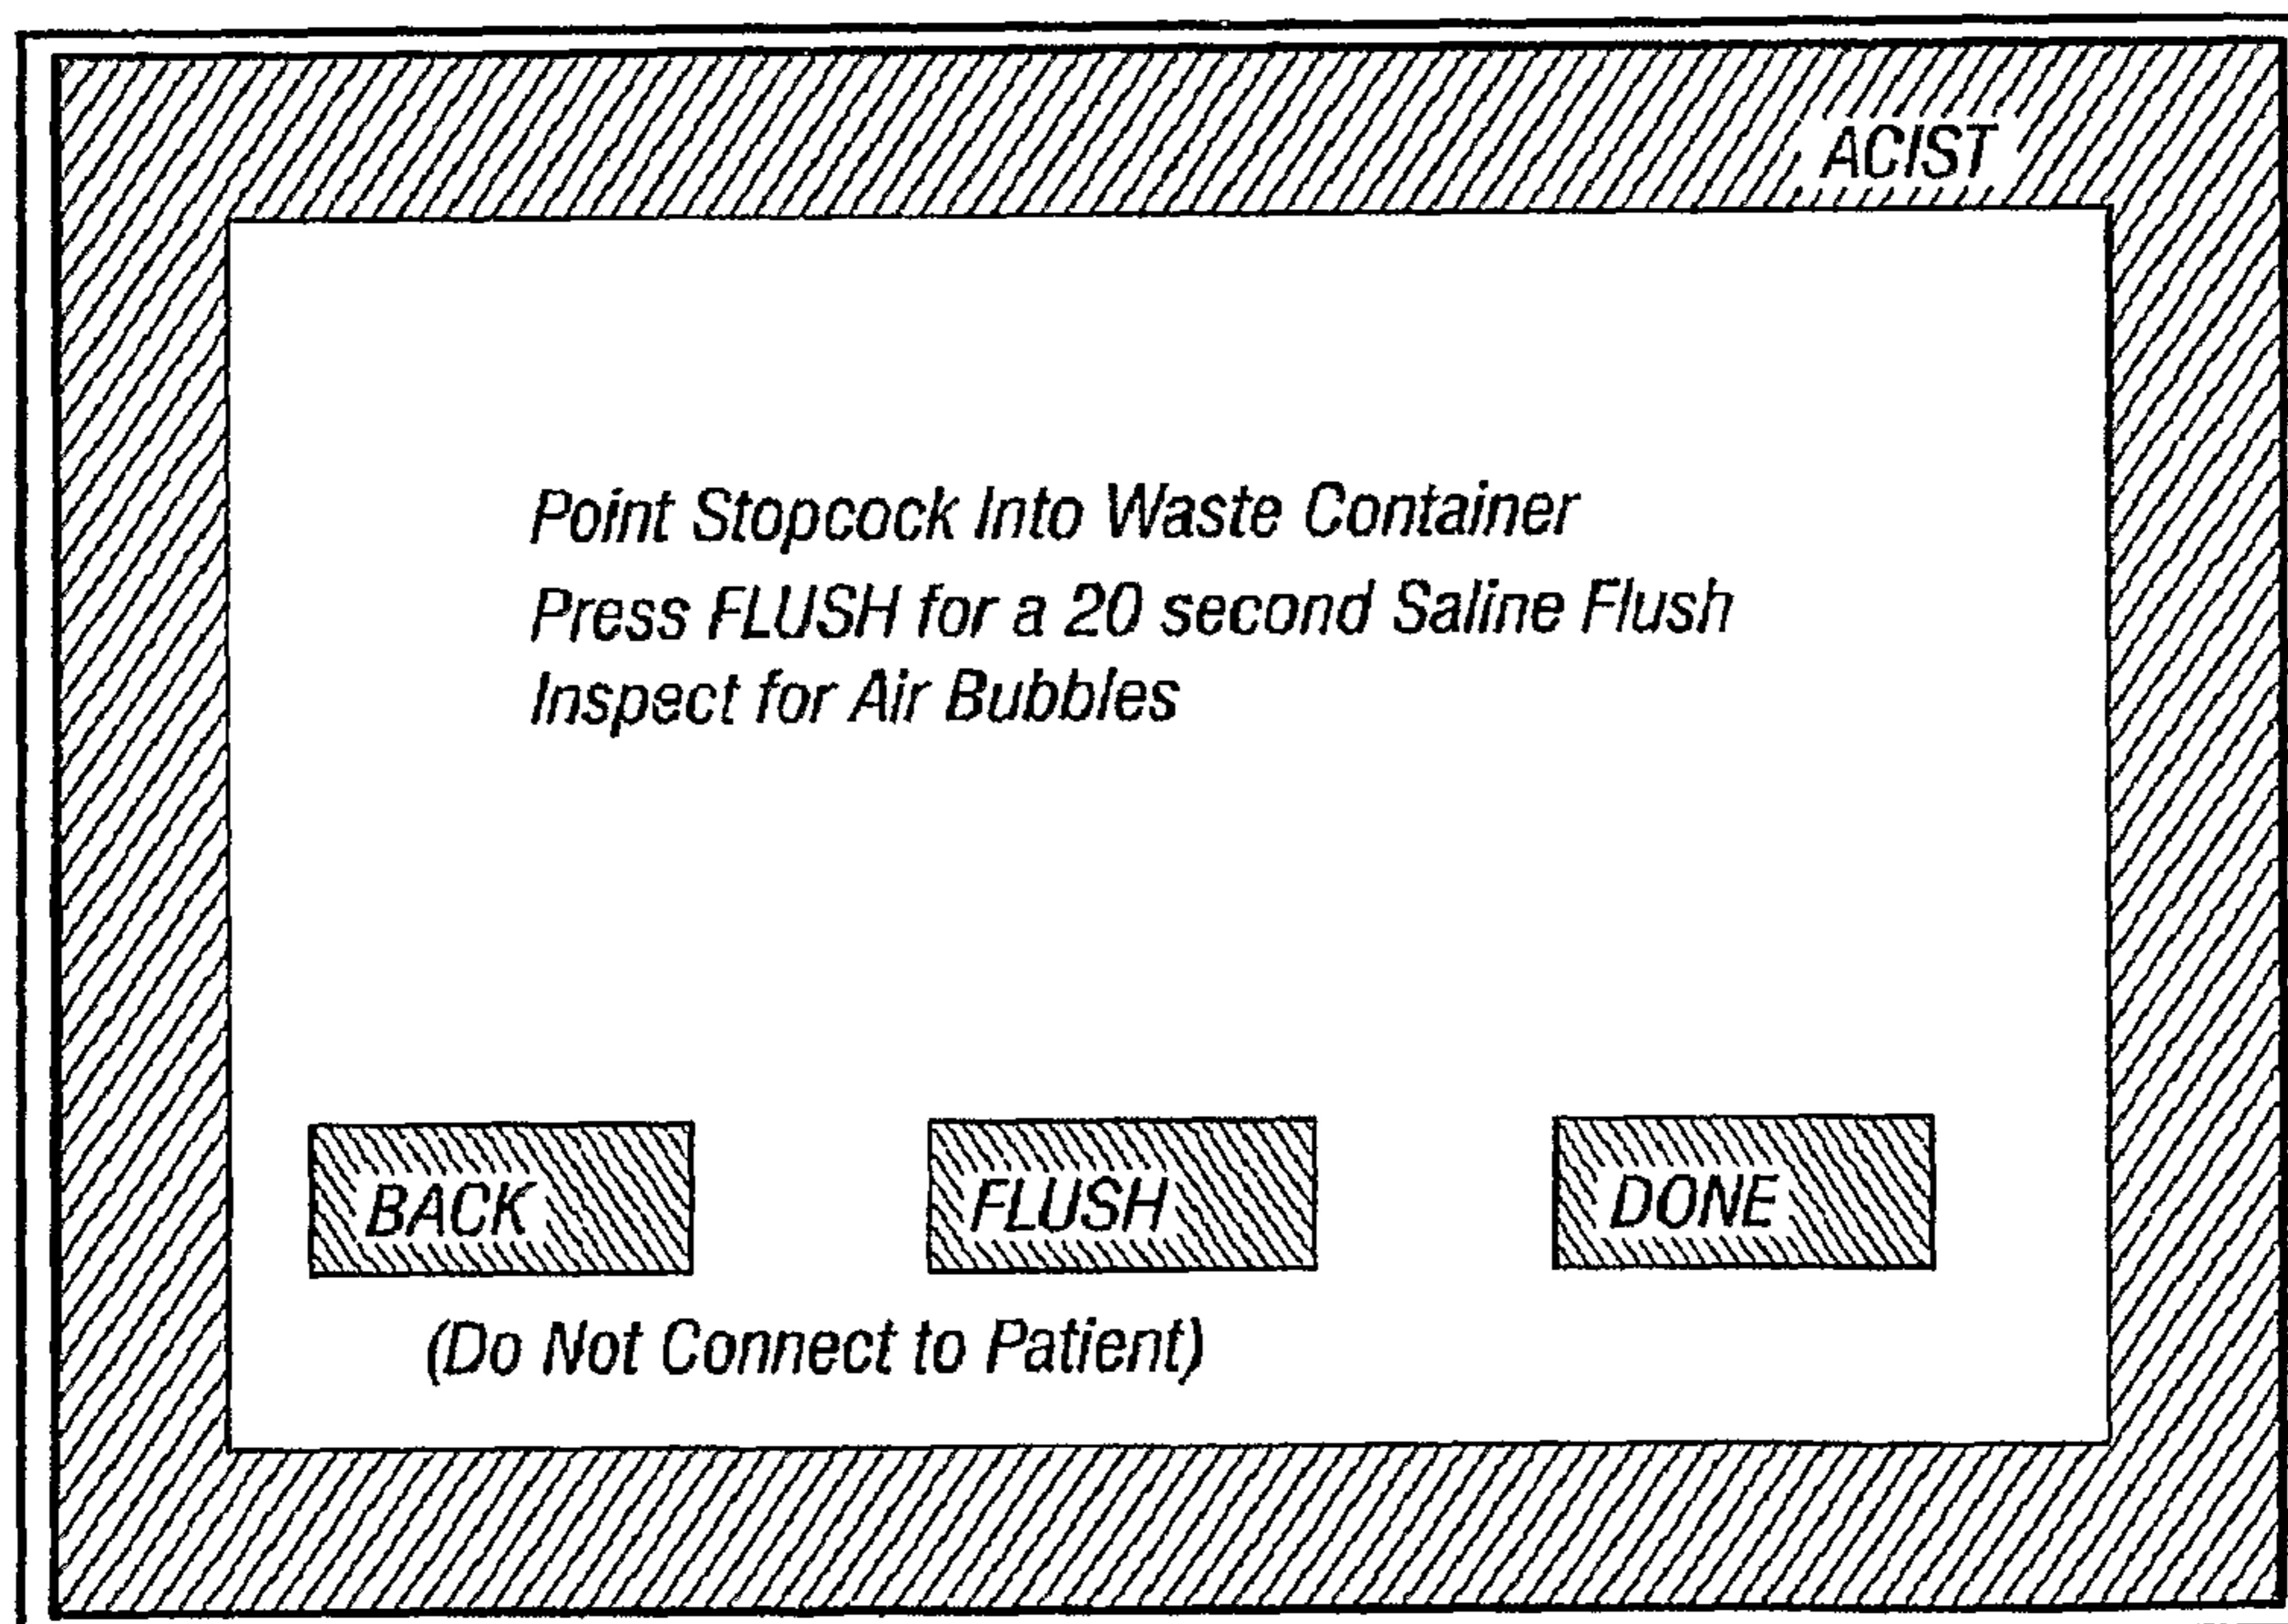 ACIST
Point Stopcock Into Waste Container
Press FLUSH for a 20 second Saline Flush
Inspect for Air Bubbles
BACK FLUSH DONE
(Do Not Connect to Patient)